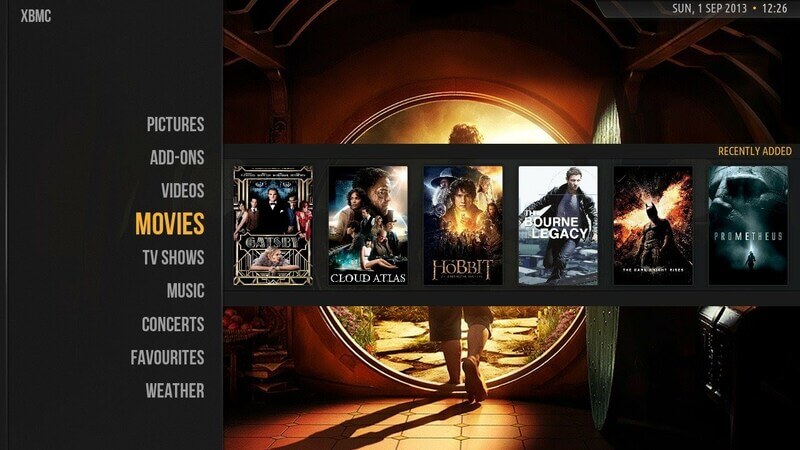 XBMC
SUN, 1 SEP 2013 • 12:26
PICTURES
ADD-ONS
VIDEOS
MOVIES
TV SHOWS
MUSIC
CONCERTS
FAVOURITES
WEATHER
RECENTLY ADDED
GATSBY
CLOUD ATLAS
THE
HOBBIT
THE
BOURNE
LEGACY
THE DARK KNIGHT RISES
PROMETHEUS